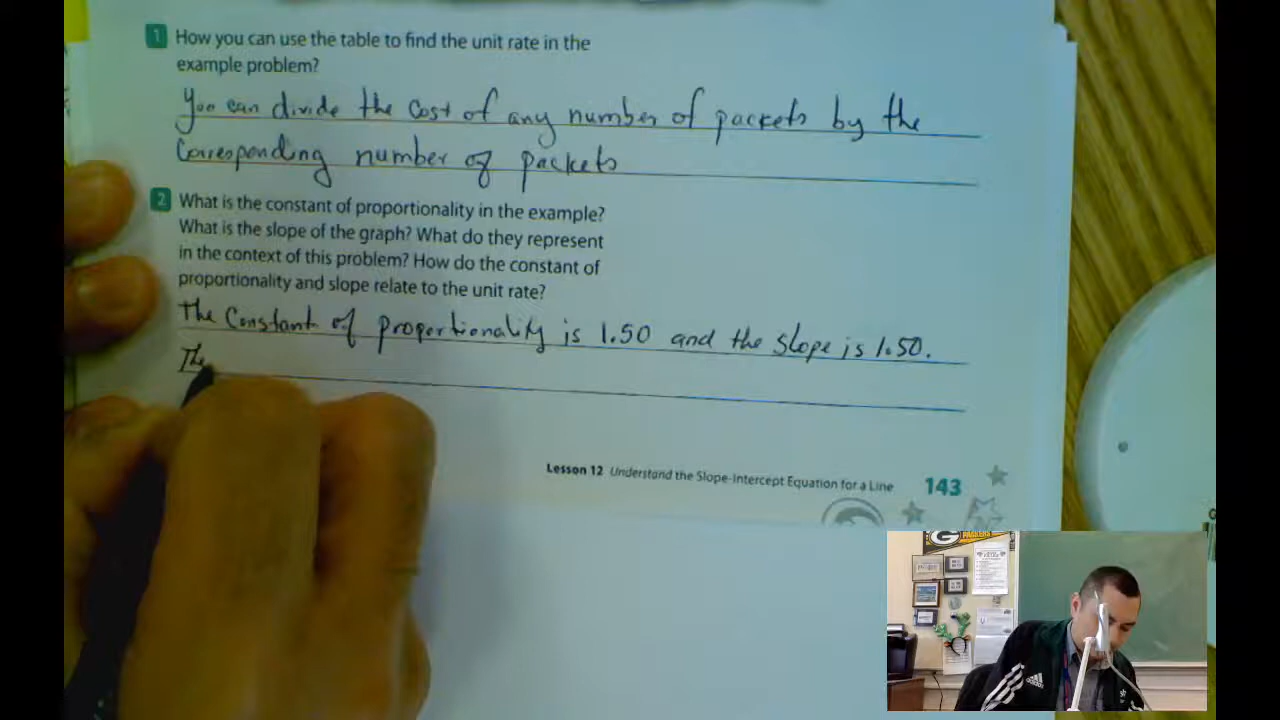 1 How you can use the table to find the unit rate in the
example problem?
You can divide the cost of any number of packets by the
corresponding number of packets
2 What is the constant of proportionality in the example?
What is the slope of the graph? What do they represent
in the context of this problem? How do the constant of
proportionality and slope relate to the unit rate?
The Constant of proportionality is 1.50 and the slope is 1.50.
The
Lesson 12 Understand the Slope-Intercept Equation for a Line 143
G
PACKERS